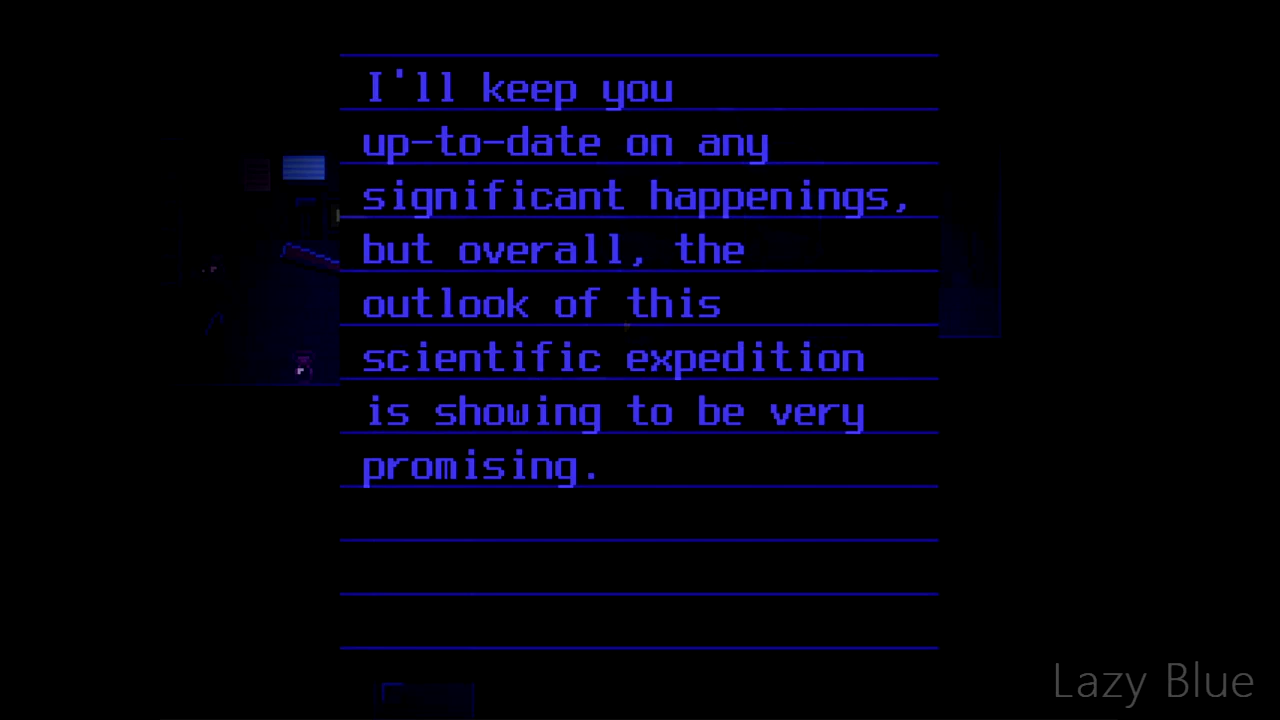 I'll keep you
up-to-date on any
significant happenings,
but overall, the
outlook of this
scientific expedition
is showing to be very
promising.
Lazy Blue